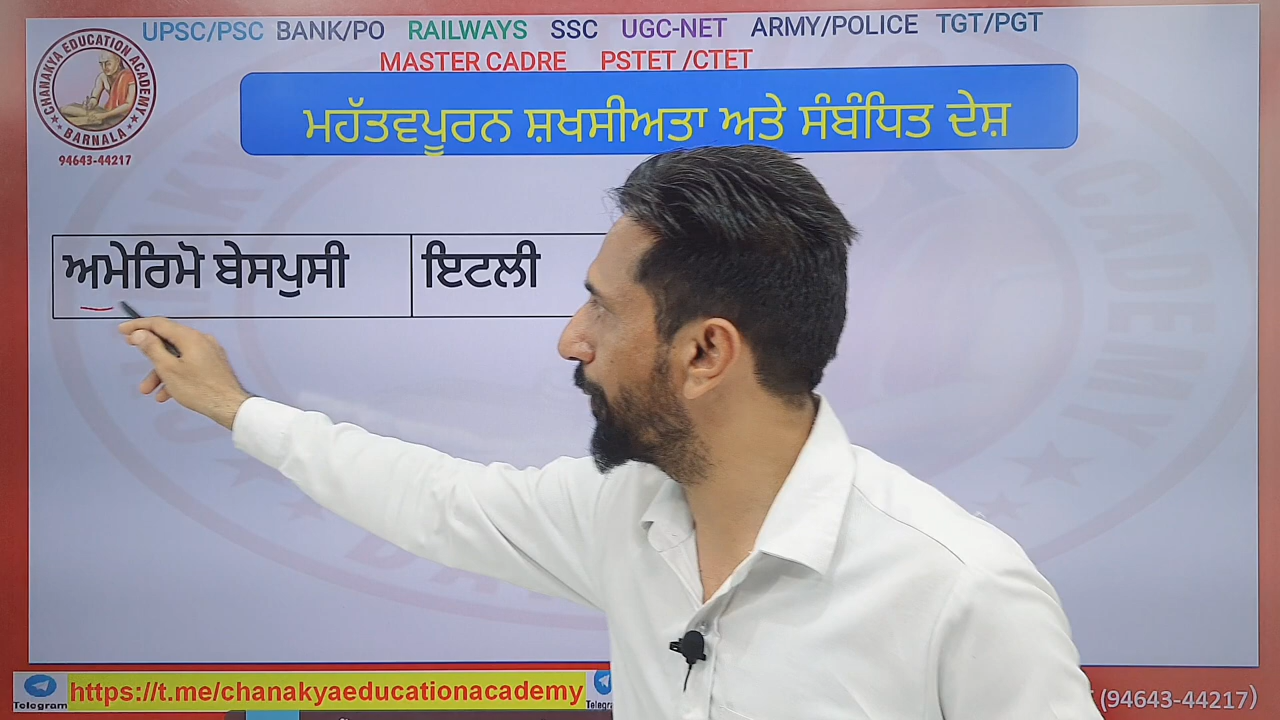 UPSC/PSC BANK/PO RAILWAYS SSC UGC-NET ARMY/POLICE TGT/PGT
MASTER CADRE PSTET /CTET
CHANAKYA EDUCATION ACADEMY
BARNALA
94643-44217
ਮਹੱਤਵਪੂਰਨ ਸ਼ਖਸੀਅਤਾ ਅਤੇ ਸੰਬੰਧਿਤ ਦੇਸ਼
ਅਮੇਰਿਮੋ ਬੇਸਪੁਸੀ ਇਟਲੀ
Telegram https://t.me/chanakyaeducationacademy
(94643-44217)